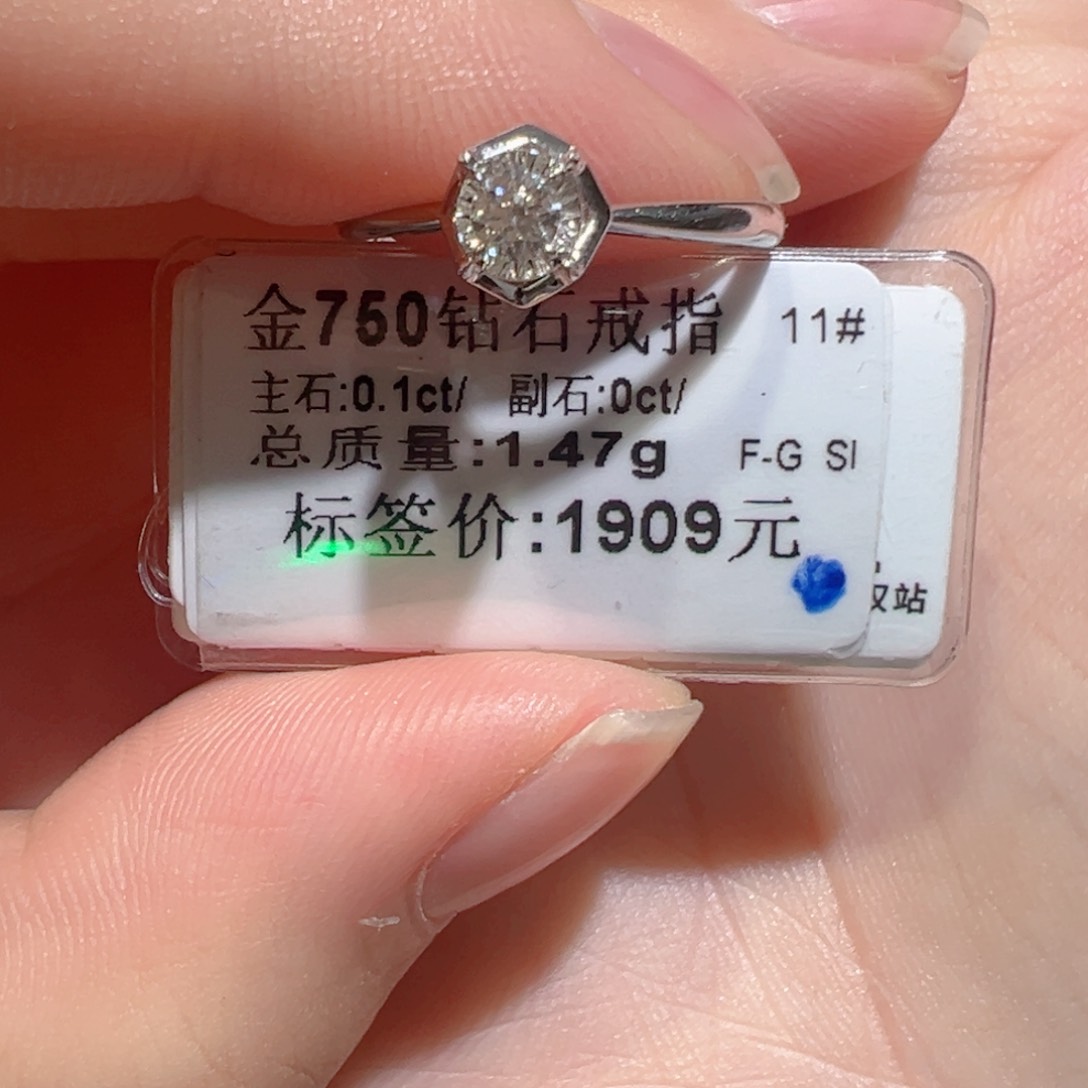 金750钻石戒指 11#
主石:0.1ct/ 副石:0ct/
总质量:1.47g F-G SI
标签价:1909元
站